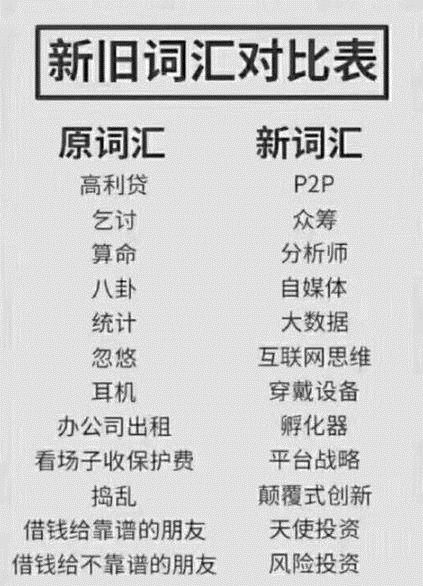 新旧词汇对比表
原词汇 新词汇
高利贷 P2P
乞讨 众筹
算命 分析师
八卦 自媒体
统计 大数据
忽悠 互联网思维
耳机 穿戴设备
办公司出租 孵化器
看场子收保护费 平台战略
捣乱 颠覆式创新
借钱给靠谱的朋友 天使投资
借钱给不靠谱的朋友 风险投资